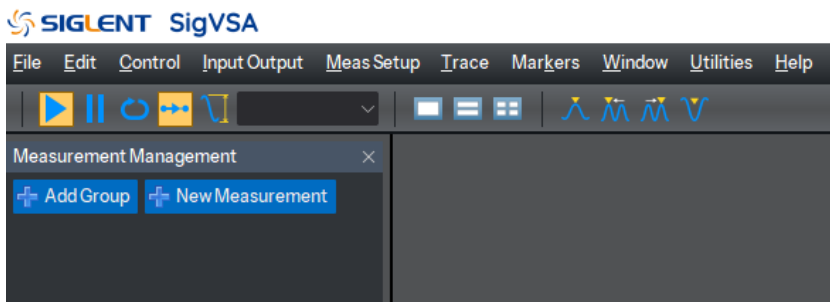 SIGLENT SigVSA
File Edit Control Input Output Meas Setup Trace Markers Window Utilities Help
Measurement Management
Add Group New Measurement